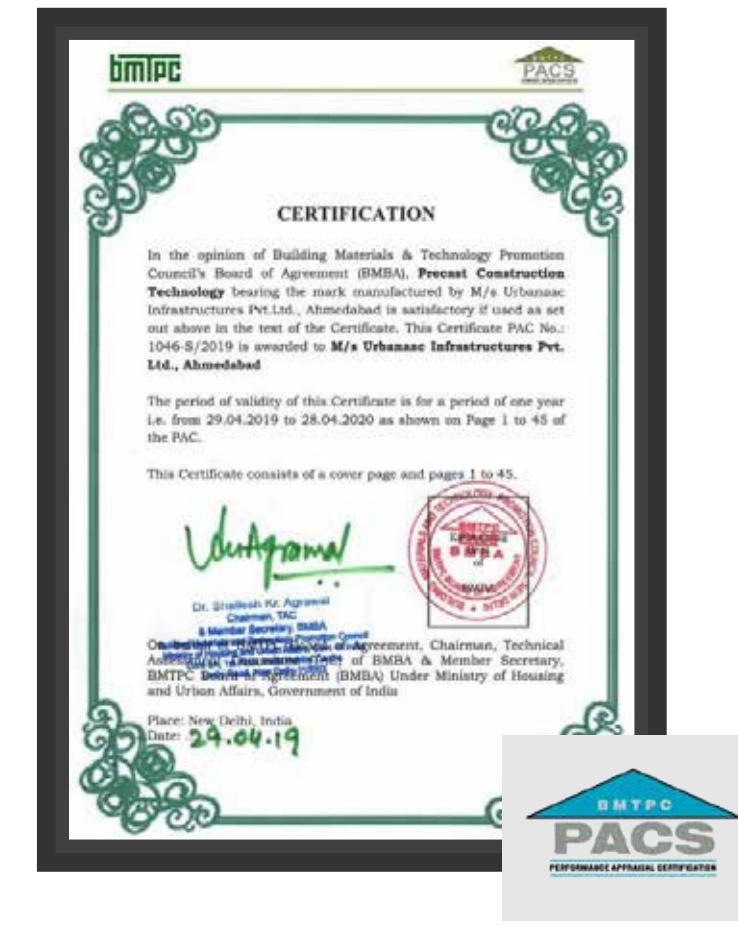 bmTPC
BMTPC
PACS
CERTIFICATION
In the opinion of Building Materials & Technology Promotion
Council's Board of Agreement (BMBA), Precast Construction
Technology bearing the mark manufactured by M/s Urbanaac
Infrastructures Pvt.Ltd., Ahmedabad is satisfactory if used as set
out above in the text of the Certificate. This Certificate PAC No.:
1046-S/2019 is awarded to M/s Urbanaac Infrastructures Pvt.
Ltd., Ahmedabad
The period of validity of this Certificate is for a period of one year
i.e. from 29.04.2019 to 28.04.2020 as shown on Page 1 to 45 of
the PAC.
This Certificate consists of a cover page and pages 1 to 45.
BMTPC
BMBA
of
Dr. Shailesh Kr. Agrawal
Chairman, TAC
& Member Secretary, BMBA
of Agreement, Chairman, Technical
of BMBA & Member Secretary,
BMTPC Board of Agreement (BMBA) Under Ministry of Housing
and Urban Affairs, Government of India
Place: New Delhi, India
Date: 29.04.19
BMTPC
PACS
PERFORMANCE APPRAISAL CERTIFICATION